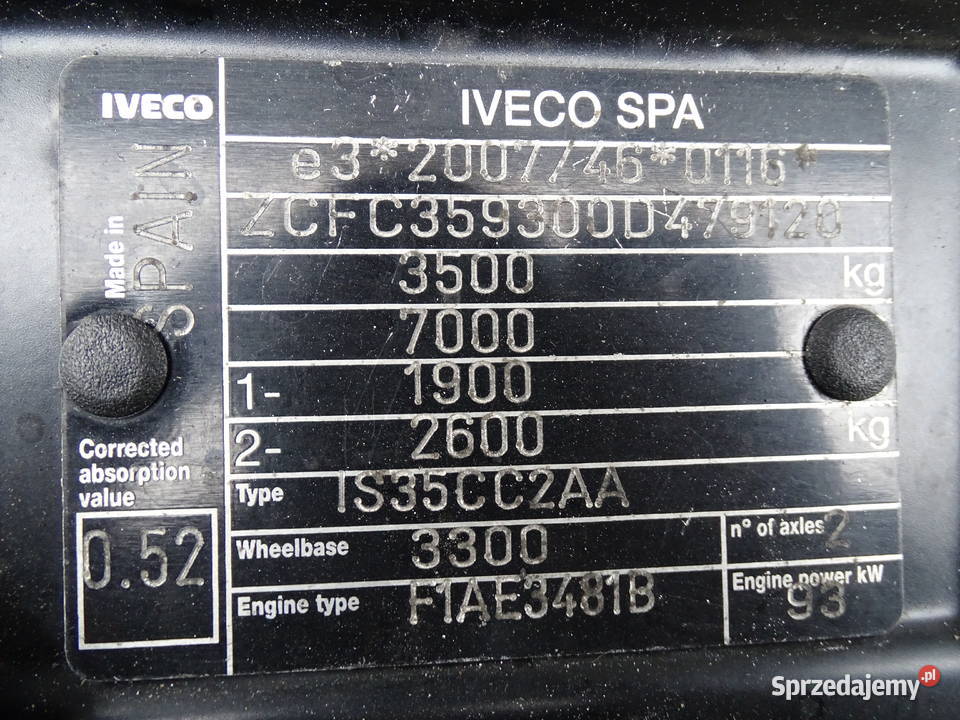 IVECO
IVECO SPA
Made in
SPAIN
e3*2007/46*0116*
ZCFC359300D479120
3500 kg
7000
1- 1900
2- 2600 kg
Type IS35CC2AA
Wheelbase 3300
n° of axles 2
Engine type F1AE3481B
Engine power kW
93
Corrected
absorption
value
0.52
Sprzedajemy.pl